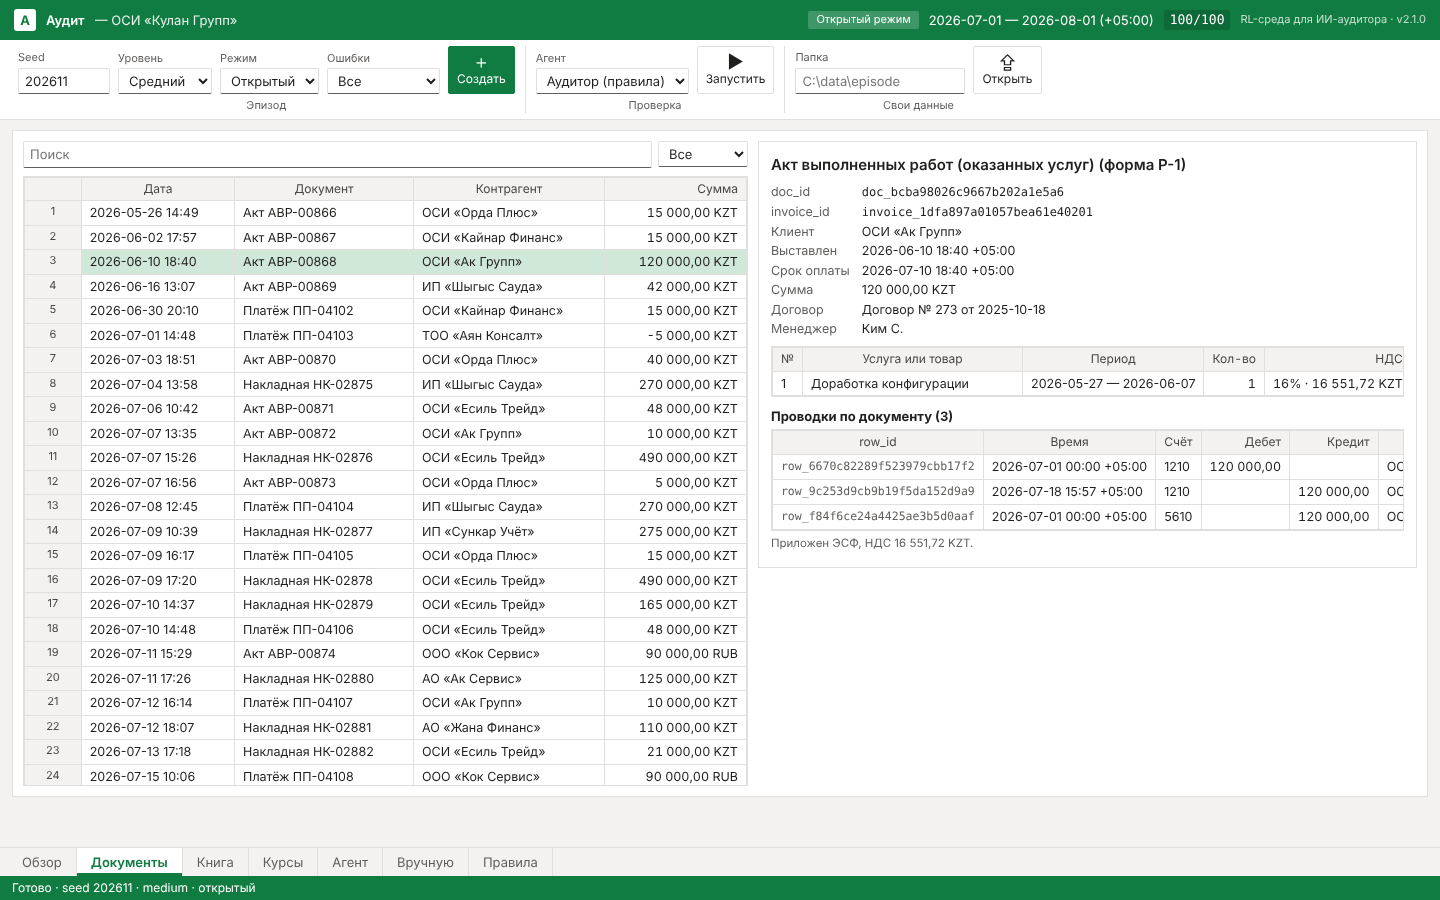 A Аудит — ОСИ «Кулан Групп» Открытый режим 2026-07-01 — 2026-08-01 (+05:00) 100/100 RL-среда для ИИ-аудитора · v2.1.0
Seed Уровень Режим Ошибки Агент Папка
202611 Средний Открытый Все + Создать Аудитор (правила) ▶ Запустить C:\data\episode Открыть
Эпизод Проверка Свои данные
Поиск Все
Дата Документ Контрагент Сумма
1 2026-05-26 14:49 Акт АВР-00866 ОСИ «Орда Плюс» 15 000,00 KZT
2 2026-06-02 17:57 Акт АВР-00867 ОСИ «Кайнар Финанс» 15 000,00 KZT
3 2026-06-10 18:40 Акт АВР-00868 ОСИ «Ак Групп» 120 000,00 KZT
4 2026-06-16 13:07 Акт АВР-00869 ИП «Шыгыс Сауда» 42 000,00 KZT
5 2026-06-30 20:10 Платёж ПП-04102 ОСИ «Кайнар Финанс» 15 000,00 KZT
6 2026-07-01 14:48 Платёж ПП-04103 ТОО «Аян Консалт» -5 000,00 KZT
7 2026-07-03 18:51 Акт АВР-00870 ОСИ «Орда Плюс» 40 000,00 KZT
8 2026-07-04 13:58 Накладная НК-02875 ИП «Шыгыс Сауда» 270 000,00 KZT
9 2026-07-06 10:42 Акт АВР-00871 ОСИ «Есиль Трейд» 48 000,00 KZT
10 2026-07-07 13:35 Акт АВР-00872 ОСИ «Ак Групп» 10 000,00 KZT
11 2026-07-07 15:26 Накладная НК-02876 ОСИ «Есиль Трейд» 490 000,00 KZT
12 2026-07-07 16:56 Акт АВР-00873 ОСИ «Орда Плюс» 5 000,00 KZT
13 2026-07-08 12:45 Платёж ПП-04104 ИП «Шыгыс Сауда» 270 000,00 KZT
14 2026-07-09 10:39 Накладная НК-02877 ИП «Сункар Учёт» 275 000,00 KZT
15 2026-07-09 16:17 Платёж ПП-04105 ОСИ «Орда Плюс» 15 000,00 KZT
16 2026-07-09 17:20 Накладная НК-02878 ОСИ «Есиль Трейд» 490 000,00 KZT
17 2026-07-10 14:37 Накладная НК-02879 ОСИ «Есиль Трейд» 165 000,00 KZT
18 2026-07-10 14:48 Платёж ПП-04106 ОСИ «Есиль Трейд» 48 000,00 KZT
19 2026-07-11 15:29 Акт АВР-00874 ООО «Кок Сервис» 90 000,00 RUB
20 2026-07-11 17:26 Накладная НК-02880 АО «Ак Сервис» 125 000,00 KZT
21 2026-07-12 16:14 Платёж ПП-04107 ОСИ «Ак Групп» 10 000,00 KZT
22 2026-07-12 18:07 Накладная НК-02881 АО «Жана Финанс» 110 000,00 KZT
23 2026-07-13 17:18 Накладная НК-02882 ОСИ «Есиль Трейд» 21 000,00 KZT
24 2026-07-15 10:06 Платёж ПП-04108 ООО «Кок Сервис» 90 000,00 RUB
Акт выполненных работ (оказанных услуг) (форма Р-1)
doc_id doc_bcba98026c9667b202a1e5a6
invoice_id invoice_1dfa897a01057bea61e40201
Клиент ОСИ «Ак Групп»
Выставлен 2026-06-10 18:40 +05:00
Срок оплаты 2026-07-10 18:40 +05:00
Сумма 120 000,00 KZT
Договор Договор № 273 от 2025-10-18
Менеджер Ким С.
№ Услуга или товар Период Кол-во НДС
1 Доработка конфигурации 2026-05-27 — 2026-06-07 1 16% · 16 551,72 KZT
Проводки по документу (3)
row_id Время Счёт Дебет Кредит
row_6670c82289f523979cbb17f2 2026-07-01 00:00 +05:00 1210 120 000,00 ОС
row_9c253d9cb9b19f5da152d9a9 2026-07-18 15:57 +05:00 1210 120 000,00 ОС
row_f84f6ce24a4425ae3b5d0aaf 2026-07-01 00:00 +05:00 5610 120 000,00 ОС
Приложен ЭСФ, НДС 16 551,72 KZT.
Обзор Документы Книга Курсы Агент Вручную Правила
Готово · seed 202611 · medium · открытый